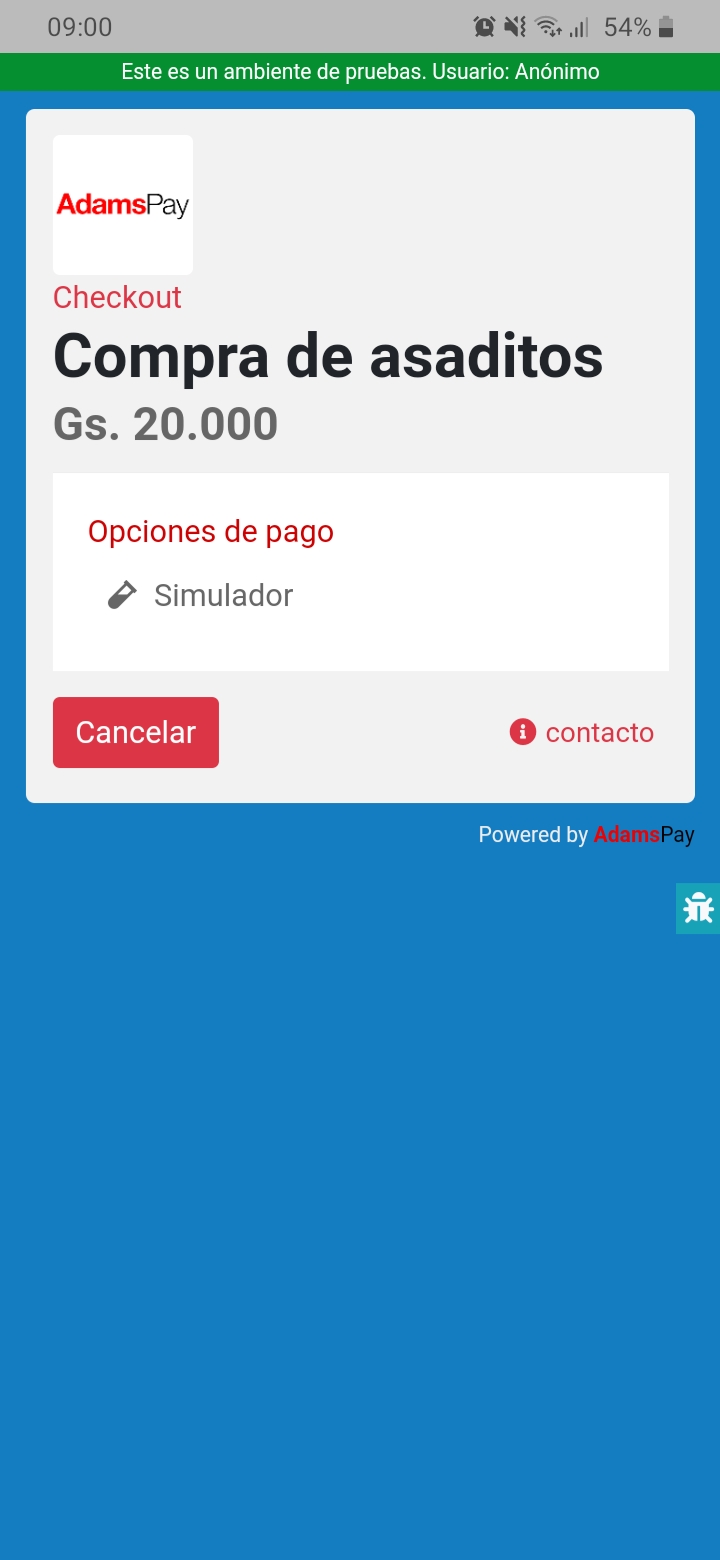 09:00 54%
Este es un ambiente de pruebas. Usuario: Anónimo
AdamsPay
Checkout
Compra de asaditos
Gs. 20.000
Opciones de pago
Simulador
Cancelar
contacto
Powered by AdamsPay